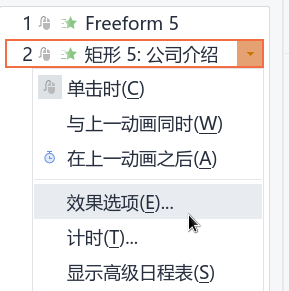 1 Freeform 5
2 矩形 5: 公司介绍
单击时(C)
与上一动画同时(W)
在上一动画之后(A)
效果选项(E)...
计时(T)...
显示高级日程表(S)